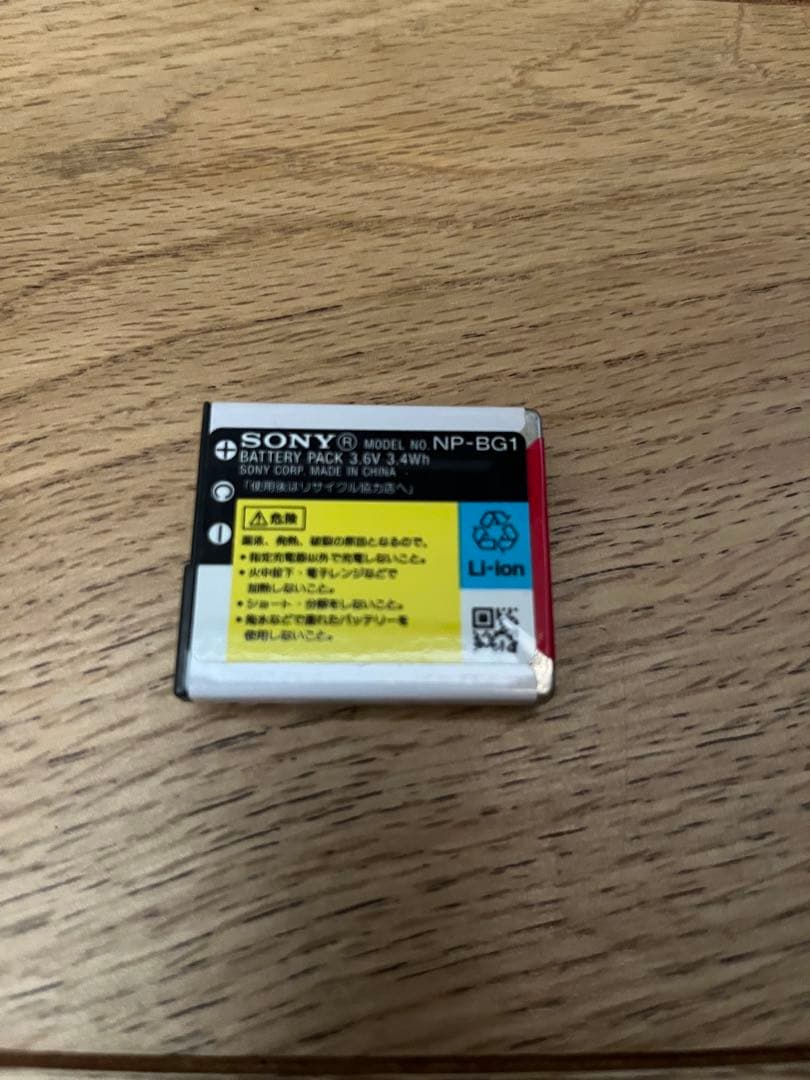 SONY® MODEL NO. NP-BG1
BATTERY PACK 3.6V 3.4Wh
SONY CORP. MADE IN CHINA
「使用後はリサイクル協力店へ」
⚠危険
漏液、発熱、破裂の原因となるので、
•指定充電器以外で充電しないこと。
•火中投下・電子レンジなどで
加熱しないこと。
•ショート・分解をしないこと。
•海水などで濡れたバッテリーを
使用しないこと。
Li-ion